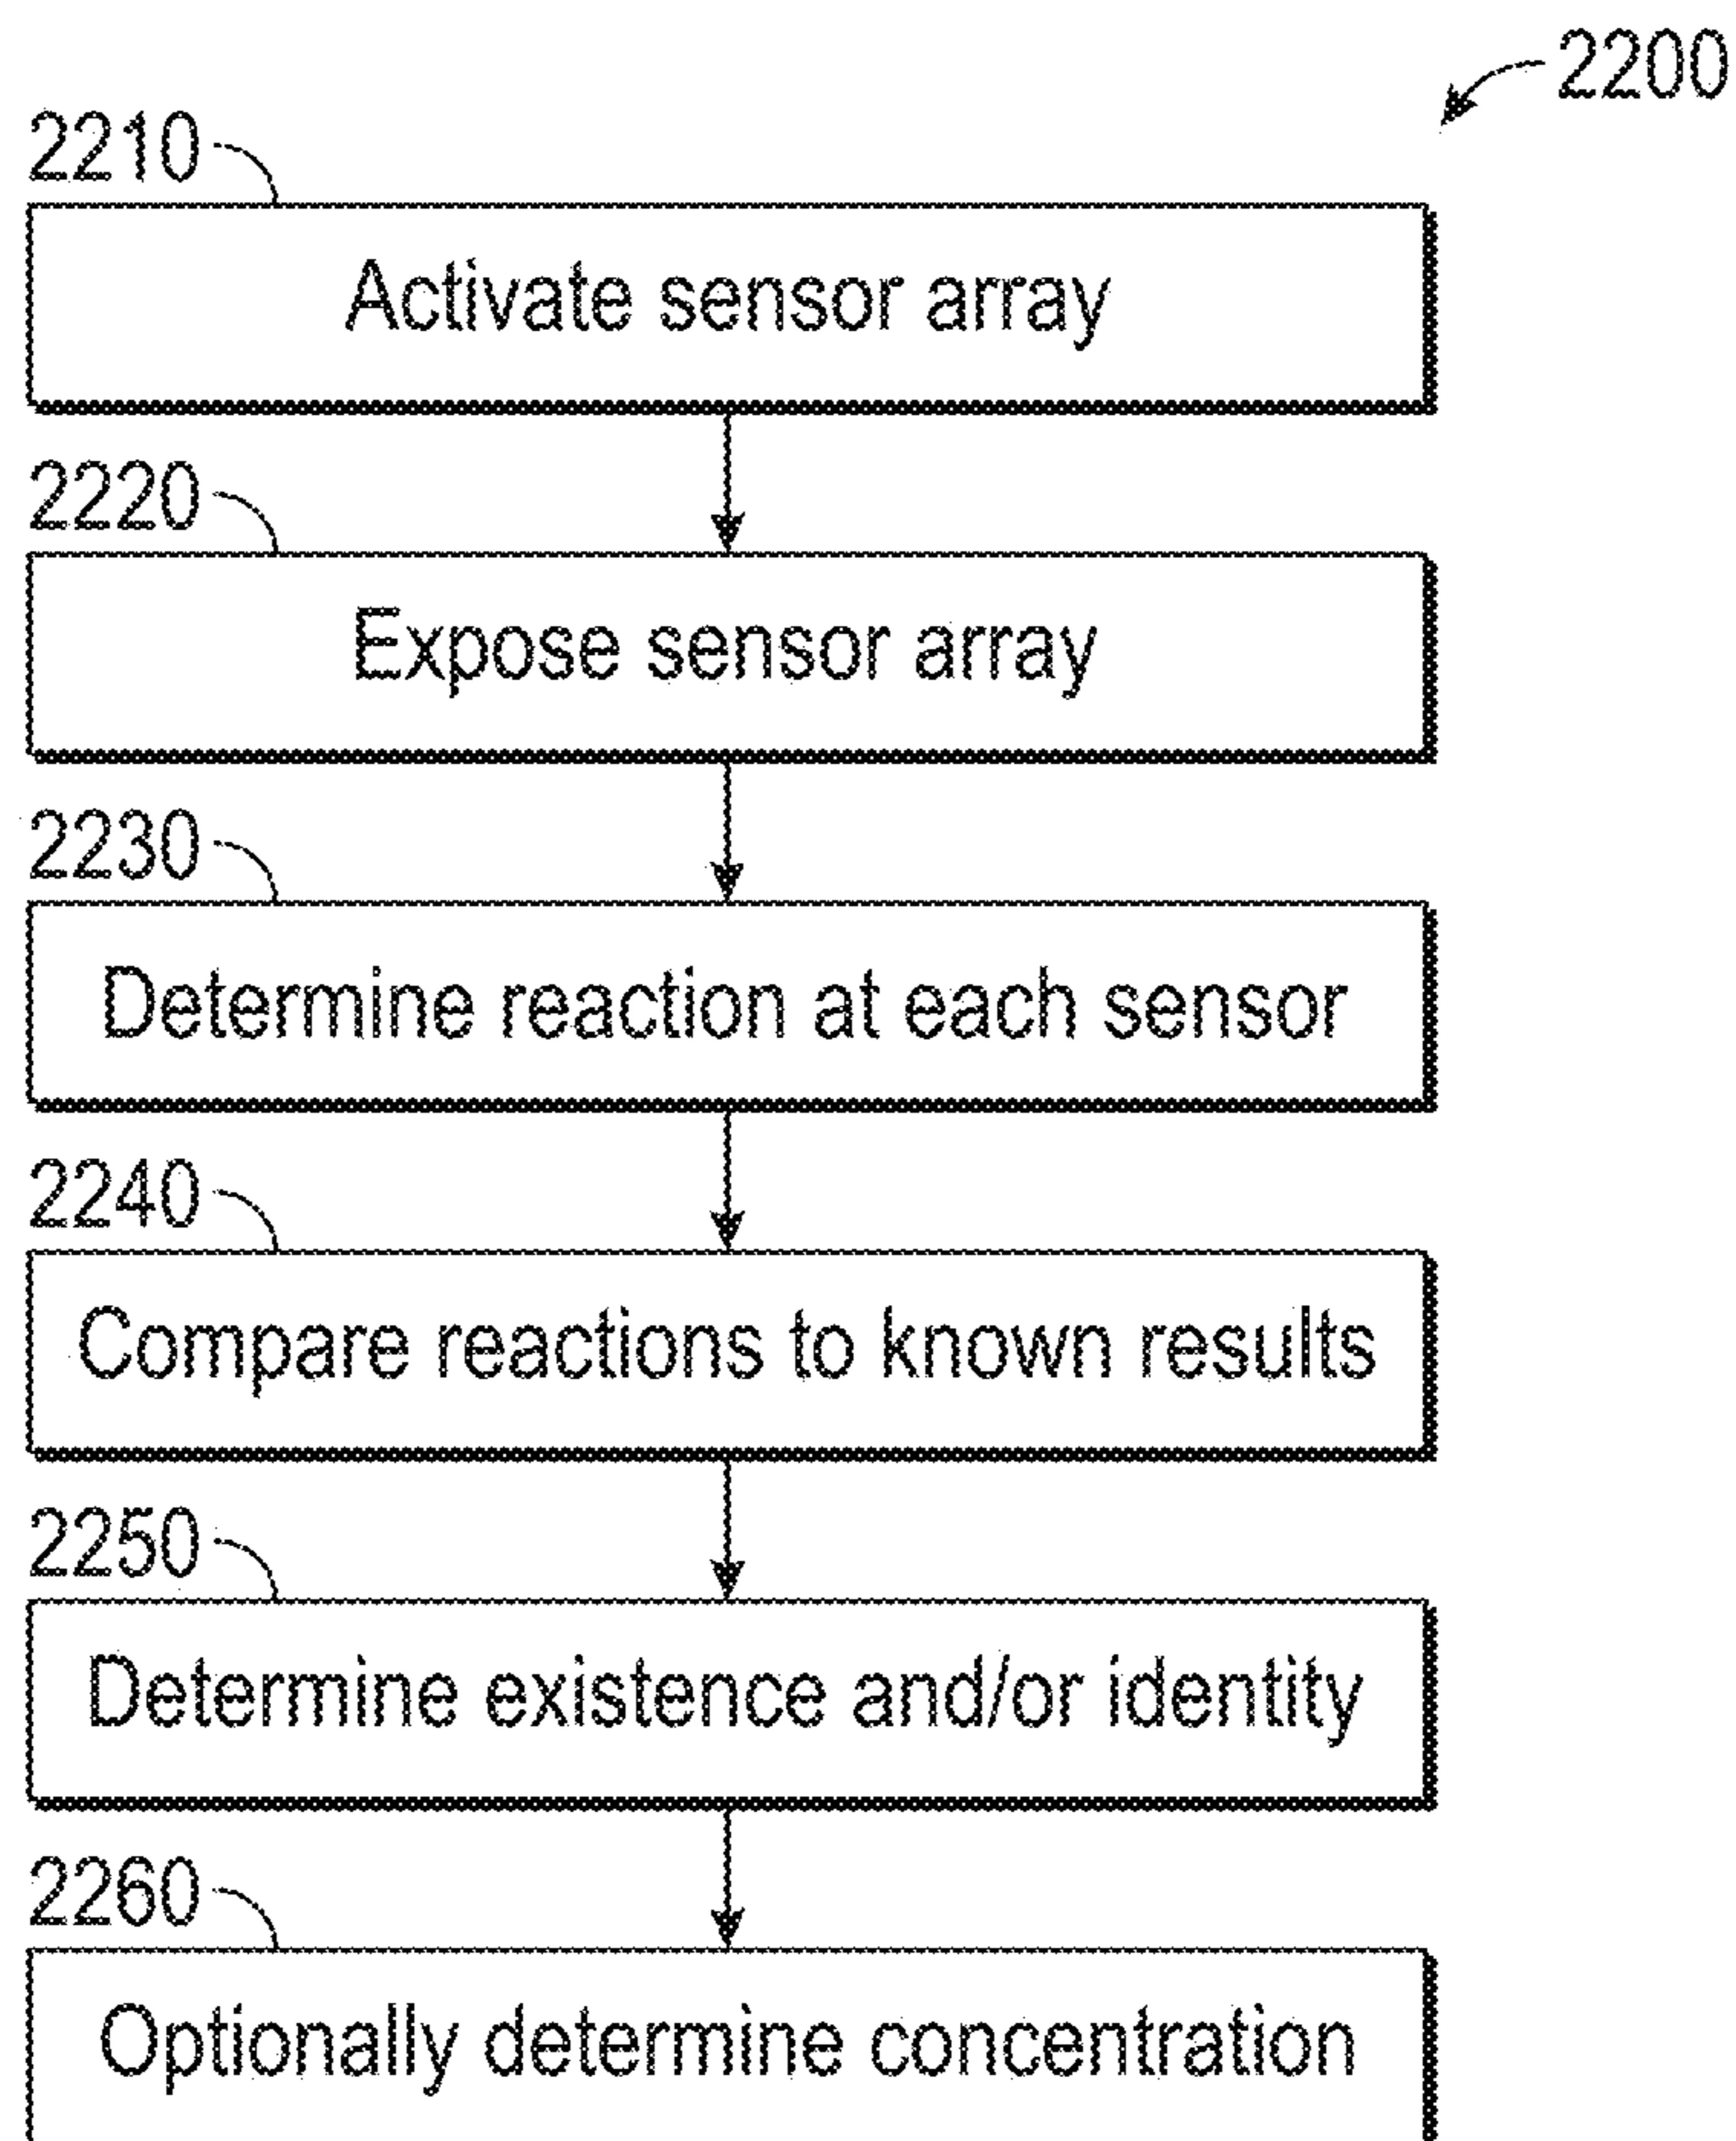 2200
2210
Activate sensor array
2220
Expose sensor array
2230
Determine reaction at each sensor
2240
Compare reactions to known results
2250
Determine existence and/or identity
2260
Optionally determine concentration